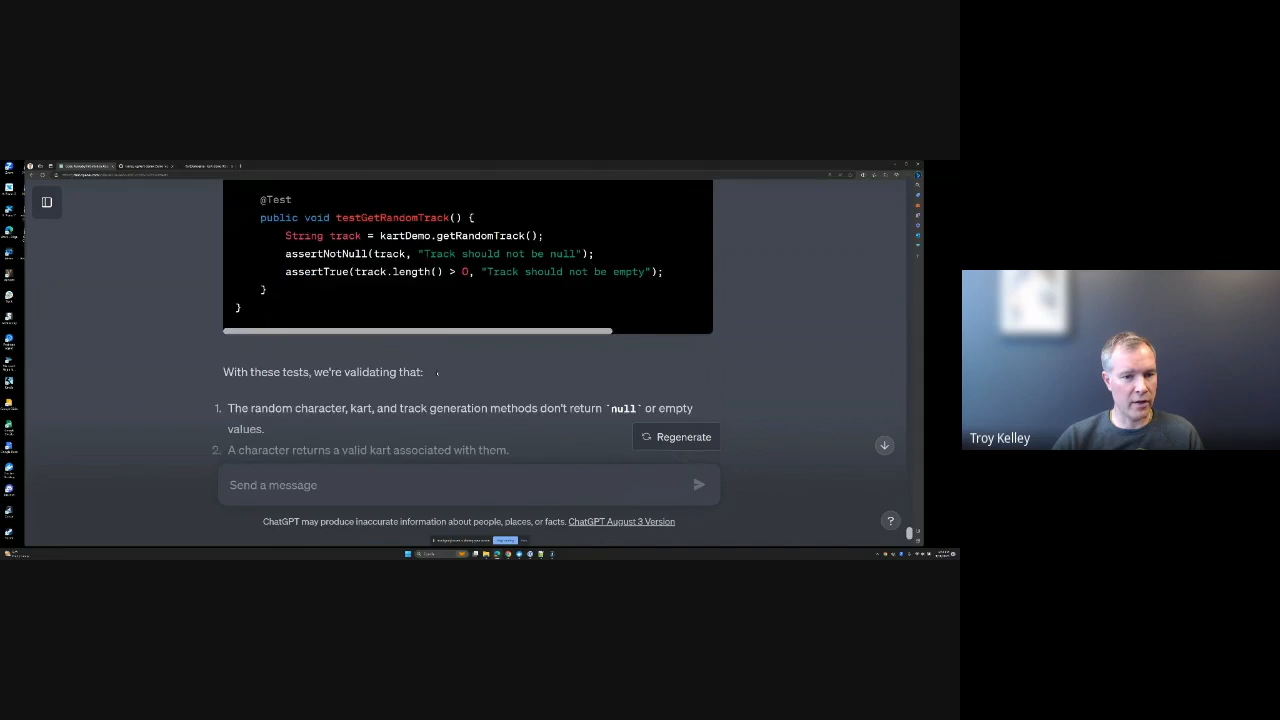 @Test
public void testGetRandomTrack() {
String track = kartDemo.getRandomTrack();
assertNotNull(track, "Track should not be null");
assertTrue(track.length() > 0, "Track should not be empty");
}
}
With these tests, we're validating that:
1. The random character, kart, and track generation methods don't return `null` or empty
values.
Regenerate
2. A character returns a valid kart associated with them.
Send a message
ChatGPT may produce inaccurate information about people, places, or facts. ChatGPT August 3 Version
?
Troy Kelley